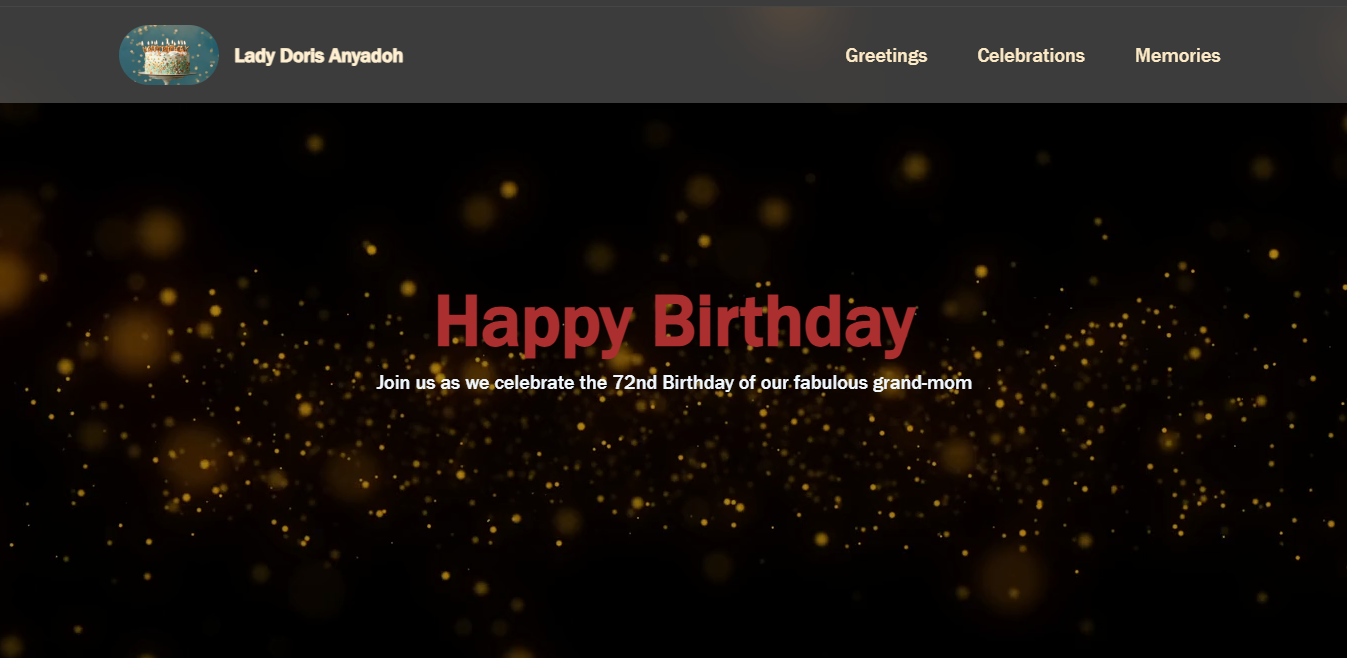 Lady Doris Anyadoh
Greetings
Celebrations
Memories
Happy Birthday
Join us as we celebrate the 72nd Birthday of our fabulous grand-mom